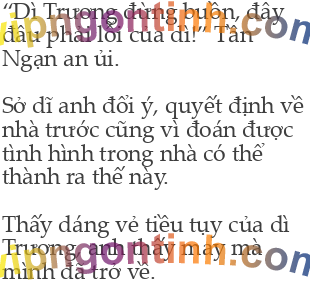 “Dì Trương đừng buồn, đây
đâu phải lỗi của dì!” Tần
Ngạn an ủi.
Sở dĩ anh đổi ý, quyết định về
nhà trước cũng vì đoán được
tình hình trong nhà có thể
thành ra thế này.
Thấy dáng vẻ tiều tụy của dì
Trương, anh thấy may mà
mình đã trở về.
vipngontinh.com
vipngontinh.com